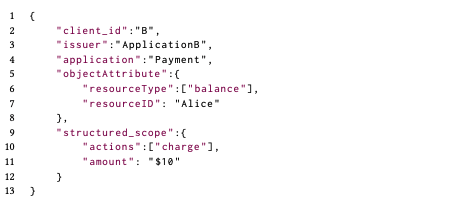 1 {
2 "client_id":"B",
3 "issuer":"ApplicationB",
4 "application":"Payment",
5 "objectAttribute":{
6 "resourceType":["balance"],
7 "resourceID": "Alice"
8 },
9 "structured_scope":{
10 "actions":["charge"],
11 "amount": "$10"
12 }
13 }